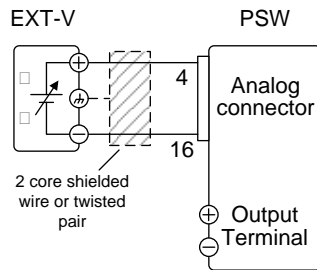 EXT-V
PSW
4
Analog
connector
16
2 core shielded
wire or twisted
pair
Output
Terminal